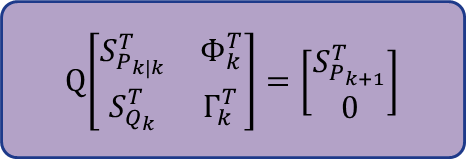 Q[S^T_{P_{k|k}} Φ^T_k] = [S^T_{P_{k+1}}]
[S^T_{Q_k} Γ^T_k] [0]